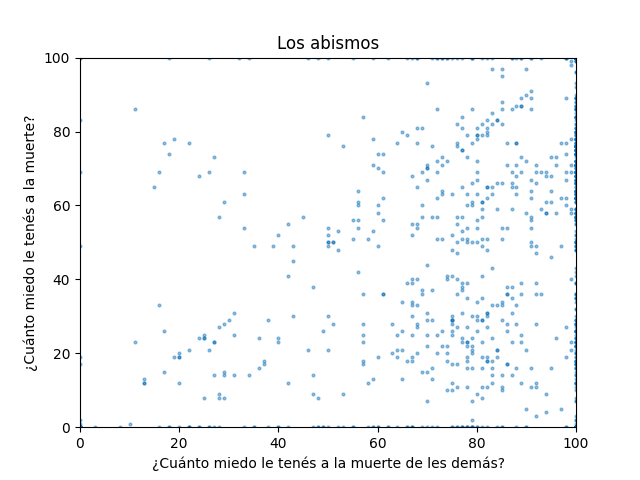 Los abismos
¿Cuánto miedo le tenés a la muerte?
100
80
60
40
20
0
0 20 40 60 80 100
¿Cuánto miedo le tenés a la muerte de les demás?